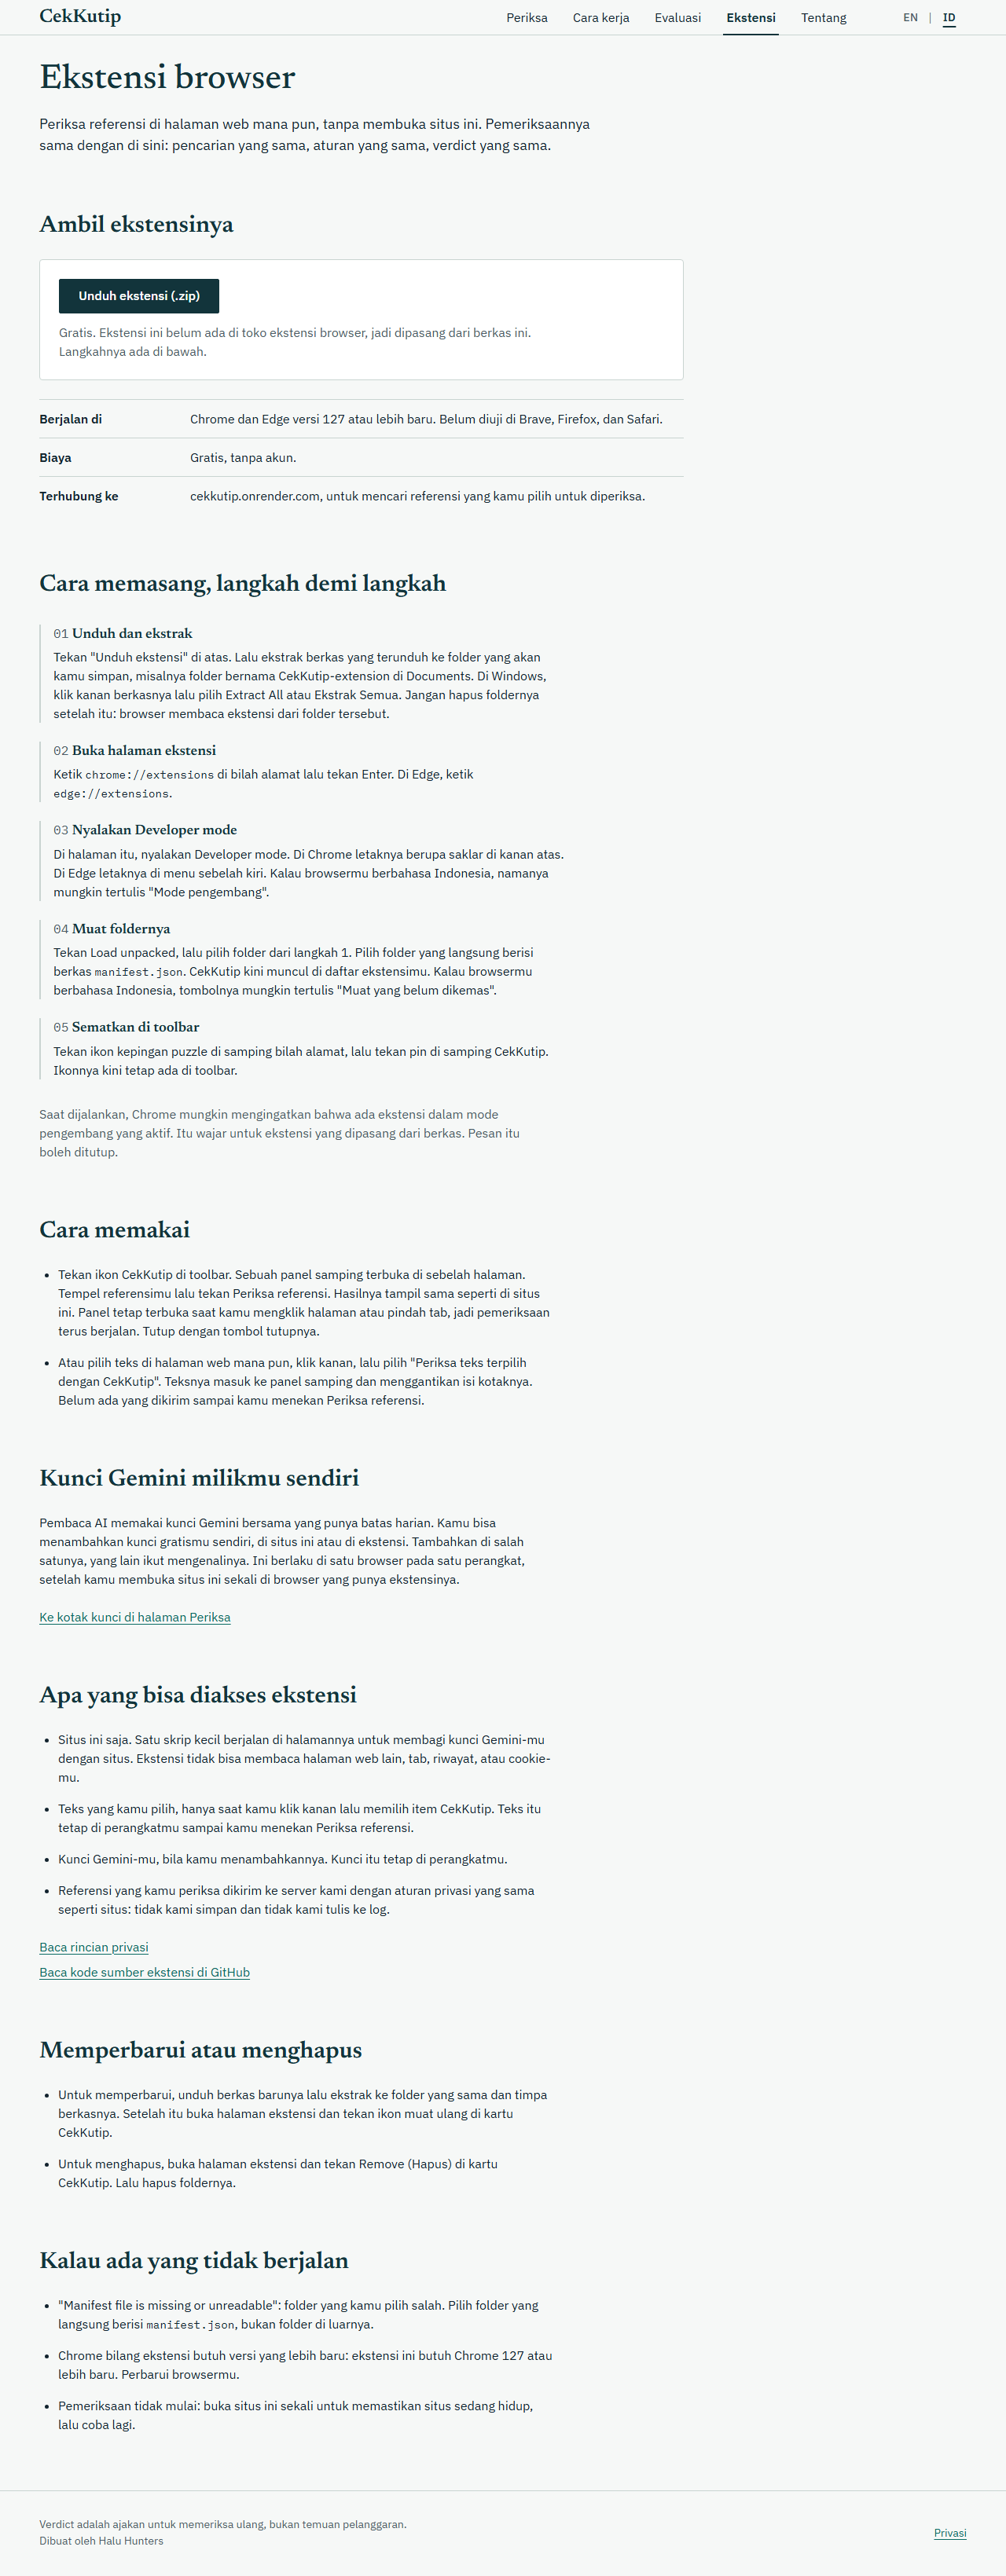 CekKutip
Periksa
Cara kerja
Evaluasi
Ekstensi
Tentang
EN | ID
Ekstensi browser
Periksa referensi di halaman web mana pun, tanpa membuka situs ini. Pemeriksaannya
sama dengan di sini: pencarian yang sama, aturan yang sama, verdict yang sama.
Ambil ekstensinya
Unduh ekstensi (.zip)
Gratis. Ekstensi ini belum ada di toko ekstensi browser, jadi dipasang dari berkas ini.
Langkahnya ada di bawah.
Berjalan di Chrome dan Edge versi 127 atau lebih baru. Belum diuji di Brave, Firefox, dan Safari.
Biaya Gratis, tanpa akun.
Terhubung ke cekkutip.onrender.com, untuk mencari referensi yang kamu pilih untuk diperiksa.
Cara memasang, langkah demi langkah
01 Unduh dan ekstrak
Tekan "Unduh ekstensi" di atas. Lalu ekstrak berkas yang terunduh ke folder yang akan
kamu simpan, misalnya folder bernama CekKutip-extension di Documents. Di Windows,
klik kanan berkasnya lalu pilih Extract All atau Ekstrak Semua. Jangan hapus foldernya
setelah itu: browser membaca ekstensi dari folder tersebut.
02 Buka halaman ekstensi
Ketik chrome://extensions di bilah alamat lalu tekan Enter. Di Edge, ketik
edge://extensions.
03 Nyalakan Developer mode
Di halaman itu, nyalakan Developer mode. Di Chrome letaknya berupa saklar di kanan atas.
Di Edge letaknya di menu sebelah kiri. Kalau browsermu berbahasa Indonesia, namanya
mungkin tertulis "Mode pengembang".
04 Muat foldernya
Tekan Load unpacked, lalu pilih folder dari langkah 1. Pilih folder yang langsung berisi
berkas manifest.json. CekKutip kini muncul di daftar ekstensimu. Kalau browsermu
berbahasa Indonesia, tombolnya mungkin tertulis "Muat yang belum dikemas".
05 Sematkan di toolbar
Tekan ikon kepingan puzzle di samping bilah alamat, lalu tekan pin di samping CekKutip.
Ikonnya kini tetap ada di toolbar.
Saat dijalankan, Chrome mungkin mengingatkan bahwa ada ekstensi dalam mode
pengembang yang aktif. Itu wajar untuk ekstensi yang dipasang dari berkas. Pesan itu
boleh ditutup.
Cara memakai
• Tekan ikon CekKutip di toolbar. Sebuah panel samping terbuka di sebelah halaman.
Tempel referensimu lalu tekan Periksa referensi. Hasilnya tampil sama seperti di situs
ini. Panel tetap terbuka saat kamu mengklik halaman atau pindah tab, jadi pemeriksaan
terus berjalan. Tutup dengan tombol tutupnya.
• Atau pilih teks di halaman web mana pun, klik kanan, lalu pilih "Periksa teks terpilih
dengan CekKutip". Teksnya masuk ke panel samping dan menggantikan isi kotaknya.
Belum ada yang dikirim sampai kamu menekan Periksa referensi.
Kunci Gemini milikmu sendiri
Pembaca AI memakai kunci Gemini bersama yang punya batas harian. Kamu bisa
menambahkan kunci gratismu sendiri, di situs ini atau di ekstensi. Tambahkan di salah
satunya, yang lain ikut mengenalinya. Ini berlaku di satu browser pada satu perangkat,
setelah kamu membuka situs ini sekali di browser yang punya ekstensinya.
Ke kotak kunci di halaman Periksa
Apa yang bisa diakses ekstensi
• Situs ini saja. Satu skrip kecil berjalan di halamannya untuk membagi kunci Gemini-mu
dengan situs. Ekstensi tidak bisa membaca halaman web lain, tab, riwayat, atau cookie-
mu.
• Teks yang kamu pilih, hanya saat kamu klik kanan lalu memilih item CekKutip. Teks itu
tetap di perangkatmu sampai kamu menekan Periksa referensi.
• Kunci Gemini-mu, bila kamu menambahkannya. Kunci itu tetap di perangkatmu.
• Referensi yang kamu periksa dikirim ke server kami dengan aturan privasi yang sama
seperti situs: tidak kami simpan dan tidak kami tulis ke log.
Baca rincian privasi
Baca kode sumber ekstensi di GitHub
Memperbarui atau menghapus
• Untuk memperbarui, unduh berkas barunya lalu ekstrak ke folder yang sama dan timpa
berkasnya. Setelah itu buka halaman ekstensi dan tekan ikon muat ulang di kartu
CekKutip.
• Untuk menghapus, buka halaman ekstensi dan tekan Remove (Hapus) di kartu
CekKutip. Lalu hapus foldernya.
Kalau ada yang tidak berjalan
• "Manifest file is missing or unreadable": folder yang kamu pilih salah. Pilih folder yang
langsung berisi manifest.json, bukan folder di luarnya.
• Chrome bilang ekstensi butuh versi yang lebih baru: ekstensi ini butuh Chrome 127 atau
lebih baru. Perbarui browsermu.
• Pemeriksaan tidak mulai: buka situs ini sekali untuk memastikan situs sedang hidup,
lalu coba lagi.
Verdict adalah ajakan untuk memeriksa ulang, bukan temuan pelanggaran.
Dibuat oleh Halu Hunters
Privasi